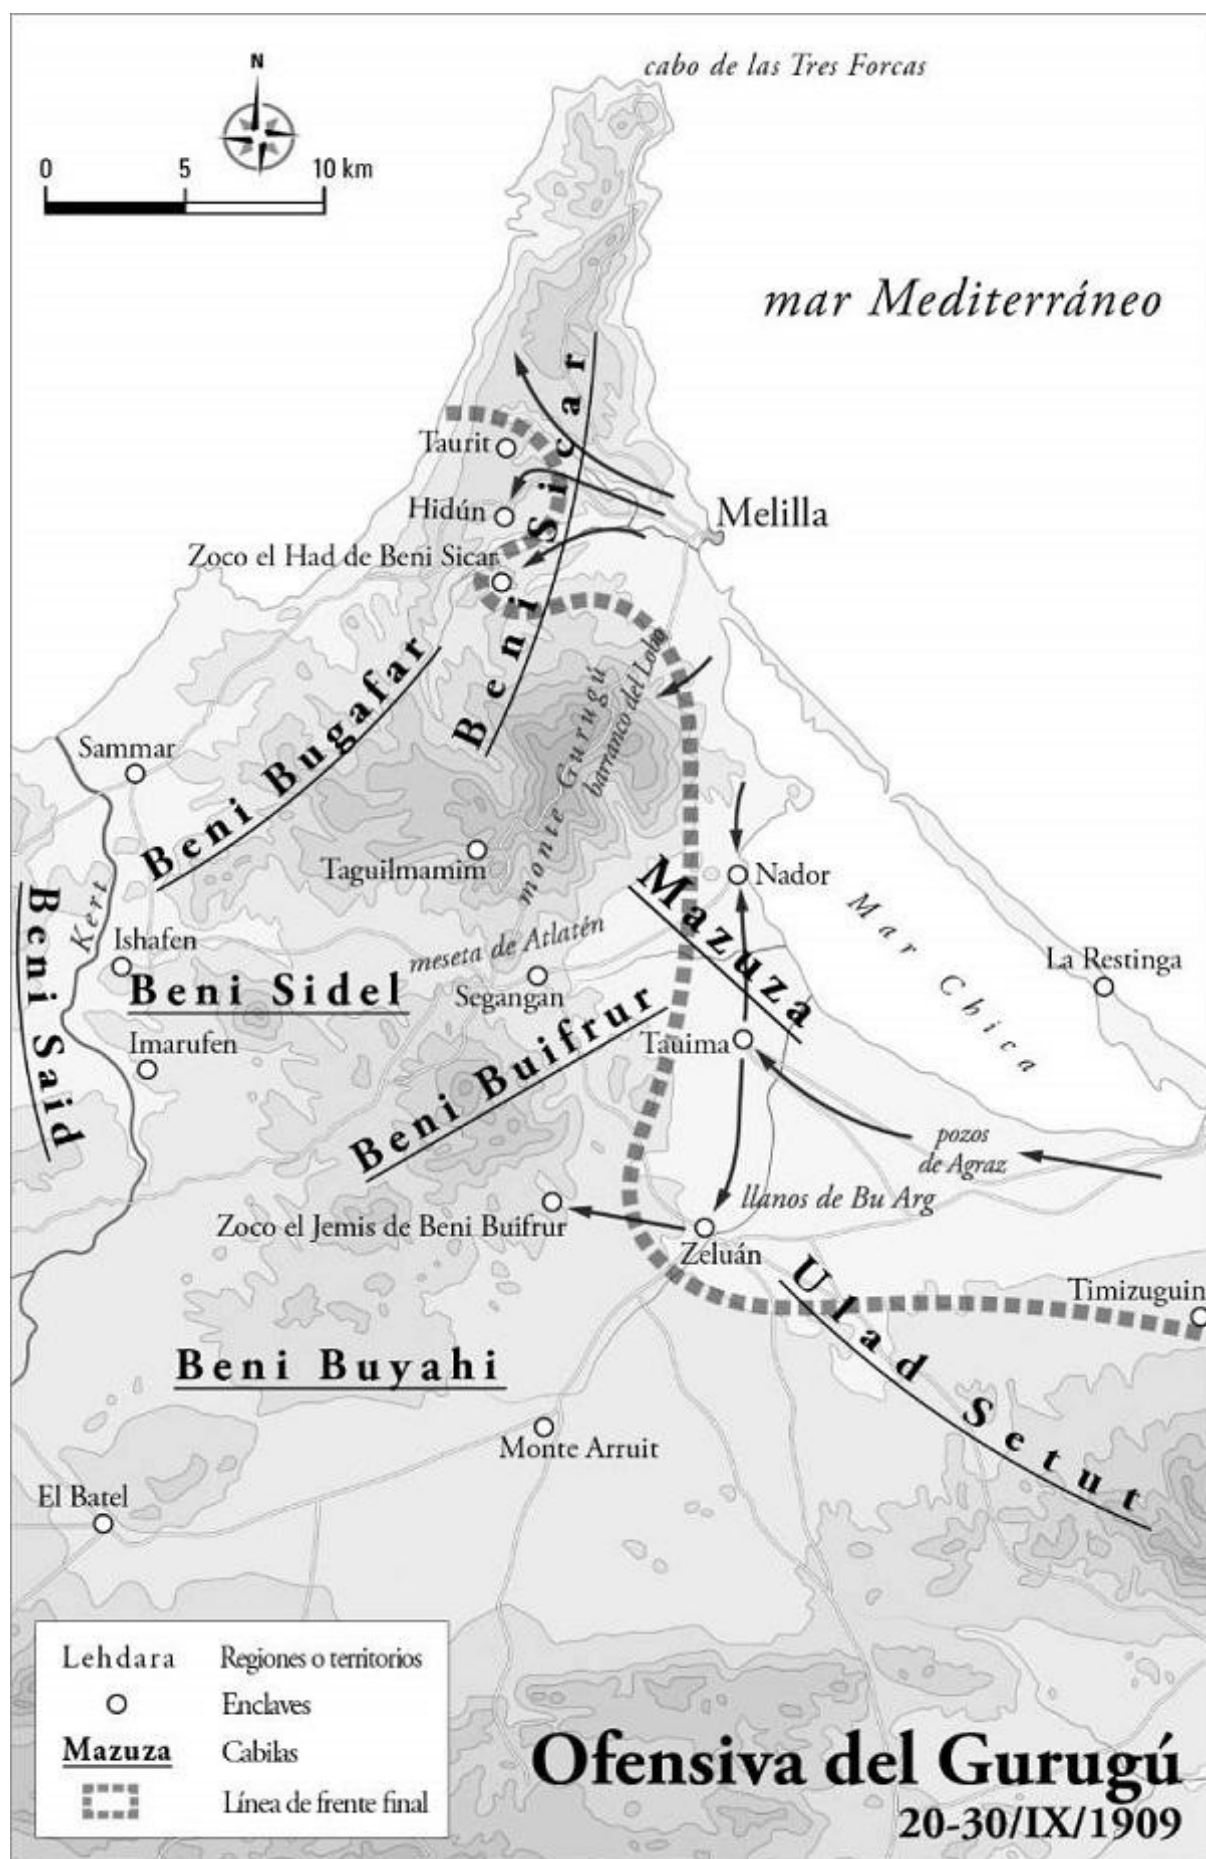 cabo de las Tres Forcas
N
0 5 10 km
mar Mediterráneo
Taurit
Hidún
Melilla
Zoco el Had de Beni Sicar
Beni Sicar
Beni Bugafar
monte Gurugú
barranco del Lobo
Sammar
Taguilmamim
Nador
Mazuza
Mar Chica
Beni Said
Kert
Ishafen
meseta de Atlatén
La Restinga
Beni Sidel
Segangan
Imarufen
Beni Buifrur
Tauima
pozos
de Agraz
llanos de Bu Arg
Zoco el Jemis de Beni Buifrur
Zeluán
Timizuguin
Ulad Setut
Beni Buyahi
Monte Arruit
El Batel
Lehdara Regiones o territorios
Enclaves
Mazuza Cabilas
Línea de frente final
Ofensiva del Gurugú
20-30/IX/1909